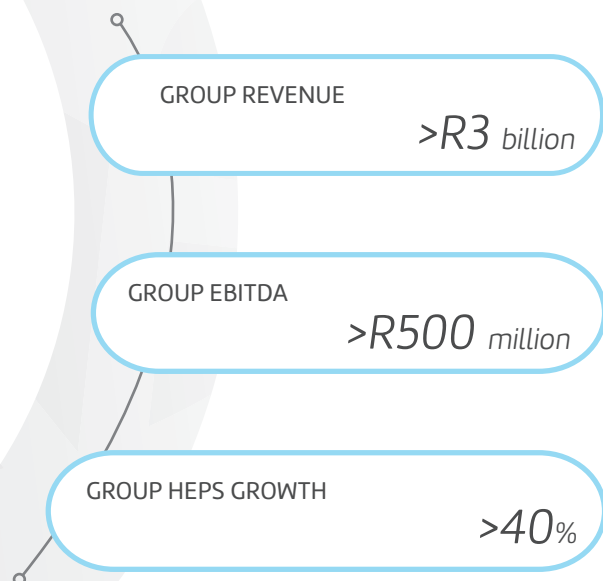 GROUP REVENUE
>R3 billion
GROUP EBITDA
>R500 million
GROUP HEPS GROWTH
>40%